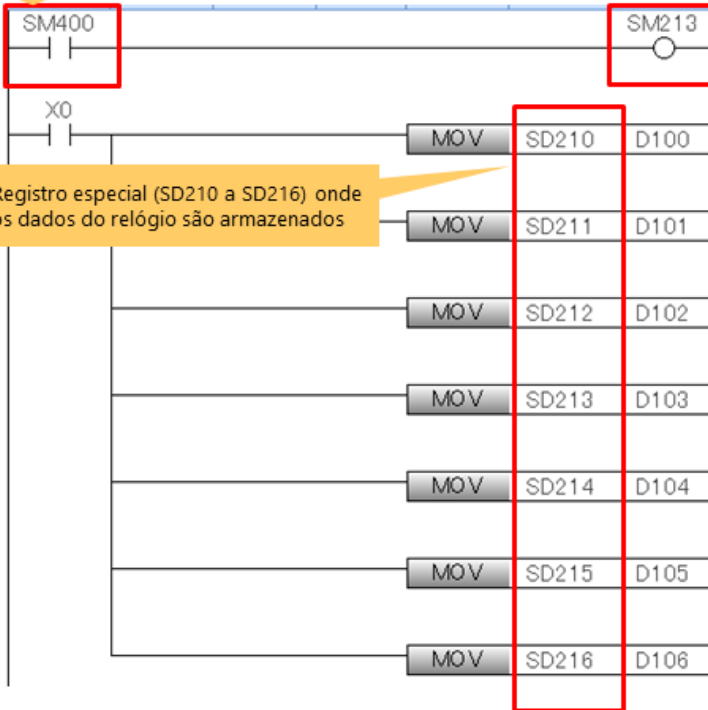 SM400 SM213
X0
MOV SD210 D100
Registro especial (SD210 a SD216) onde
os dados do relógio são armazenados
MOV SD211 D101
MOV SD212 D102
MOV SD213 D103
MOV SD214 D104
MOV SD215 D105
MOV SD216 D106